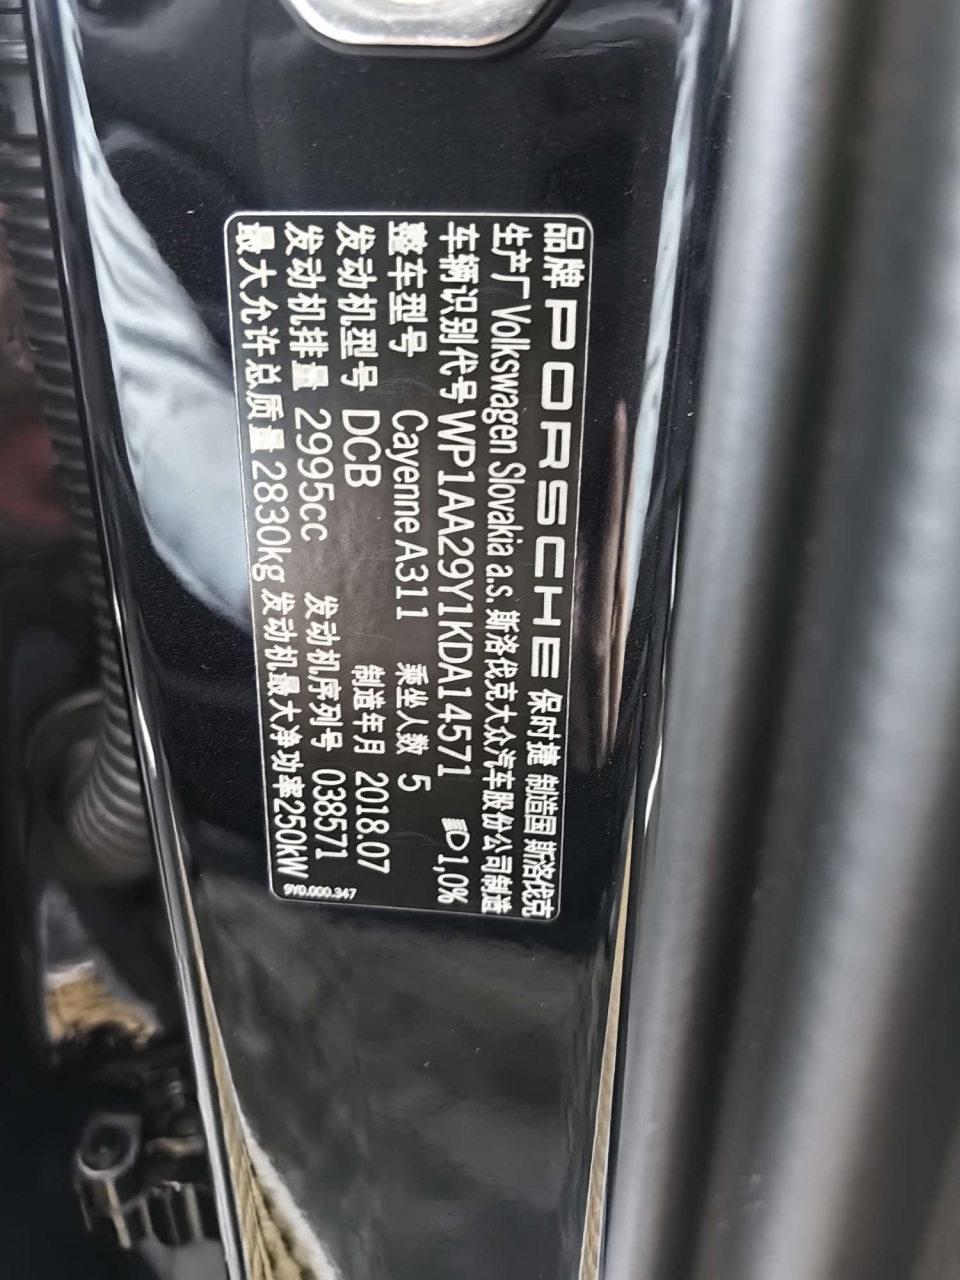 品牌 PORSCHE 保时捷 制造国 斯洛伐克
生产厂 Volkswagen Slovakia a.s. 斯洛伐克大众汽车股份公司制造
车辆识别代号 WP1AA29Y1KDA14571 D1,0%
整车型号 Cayenne A311 乘坐人数 5
发动机型号 DCB 制造年月 2018.07
发动机排量 2995cc 发动机序列号 038571
最大允许总质量 2830kg 发动机最大净功率250kW
9Y0.000.347